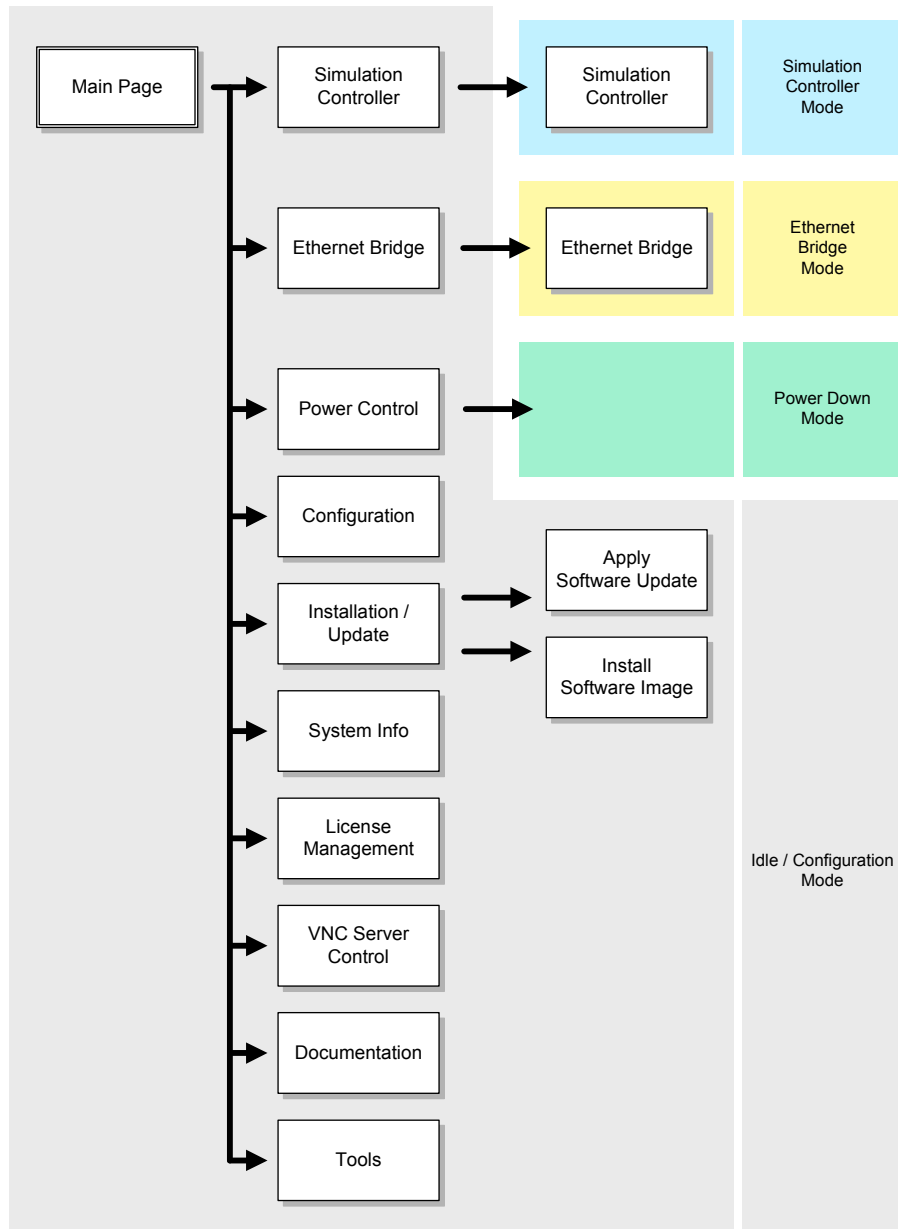 Main Page
Simulation
Controller
Simulation
Controller
Simulation
Controller
Mode
Ethernet Bridge
Ethernet Bridge
Ethernet
Bridge
Mode
Power Control
Power Down
Mode
Configuration
Installation /
Update
Apply
Software Update
Install
Software Image
System Info
License
Management
Idle / Configuration
Mode
VNC Server
Control
Documentation
Tools